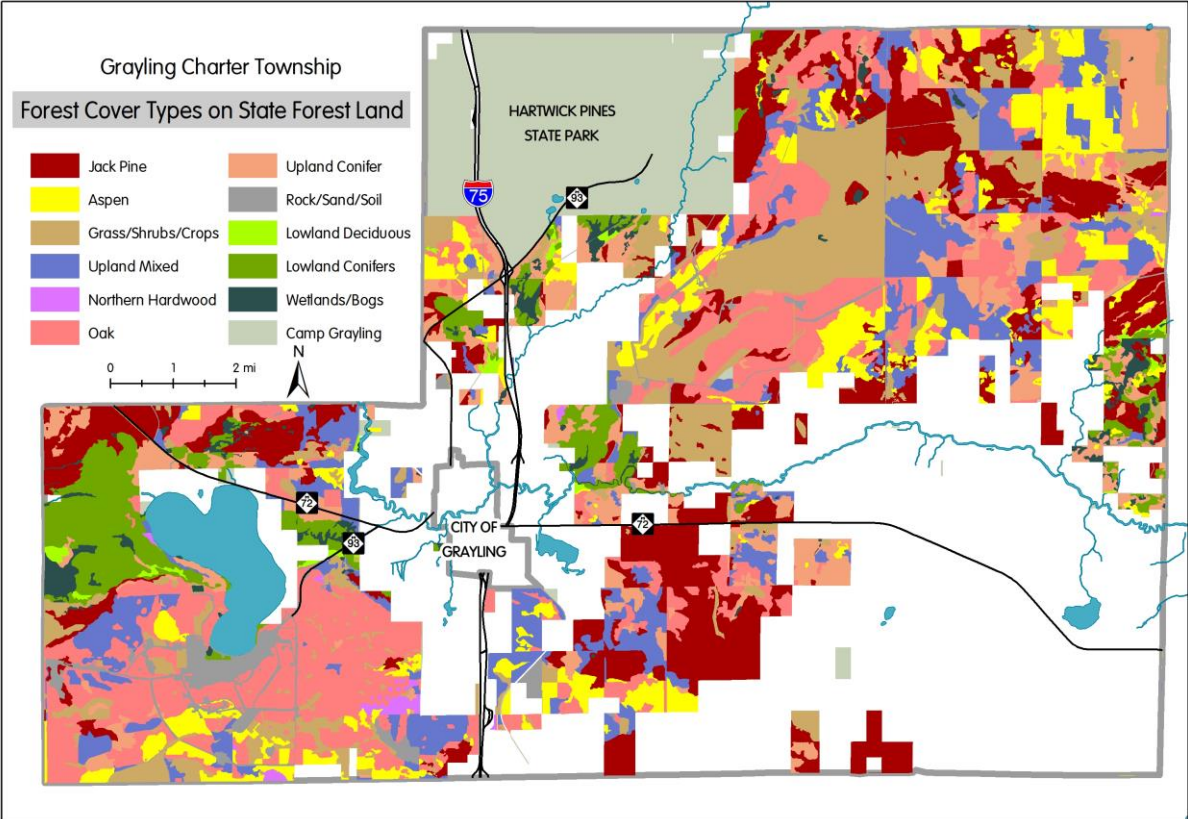 Grayling Charter Township
Forest Cover Types on State Forest Land
Jack Pine
Aspen
Grass/Shrubs/Crops
Upland Mixed
Northern Hardwood
Oak
Upland Conifer
Rock/Sand/Soil
Lowland Deciduous
Lowland Conifers
Wetlands/Bogs
Camp Grayling
0 1 2 mi
N
HARTWICK PINES
STATE PARK
75
93
72
93
72
CITY OF
GRAYLING